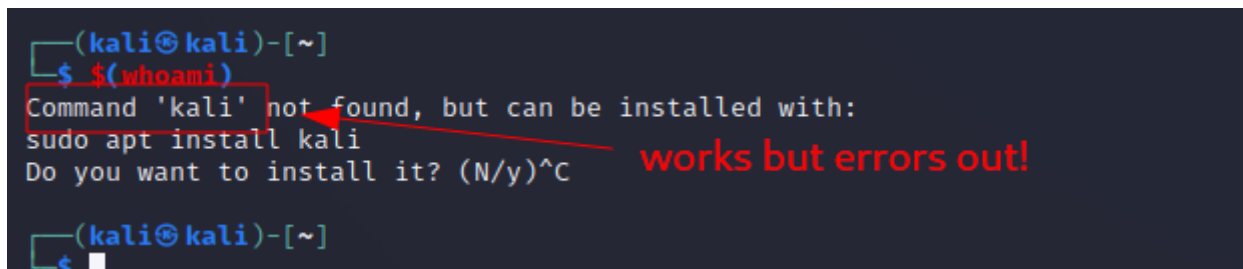 ┌──(kali㉿kali)-[~]
└─$ $(whoami)
Command 'kali' not found, but can be installed with:
sudo apt install kali
Do you want to install it? (N/y)^C
works but errors out!
┌──(kali㉿kali)-[~]
└─$